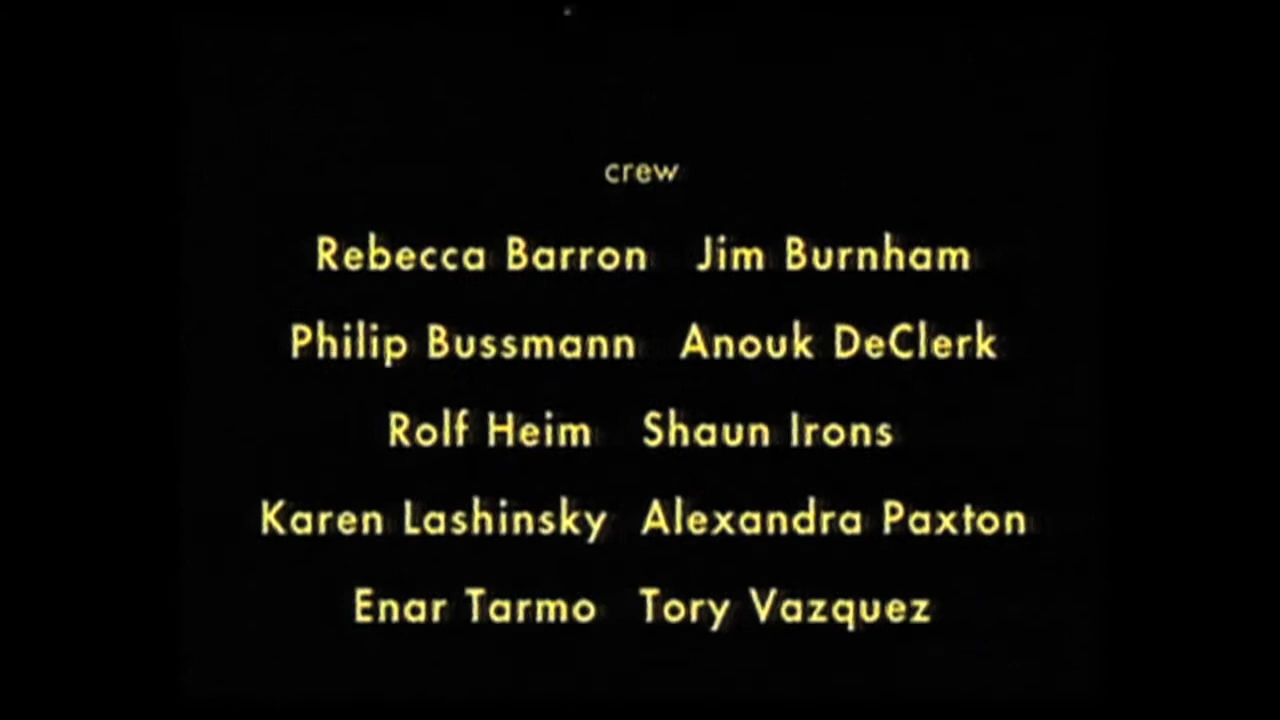 crew
Rebecca Barron Jim Burnham
Philip Bussmann Anouk DeClerk
Rolf Heim Shaun Irons
Karen Lashinsky Alexandra Paxton
Enar Tarmo Tory Vazquez